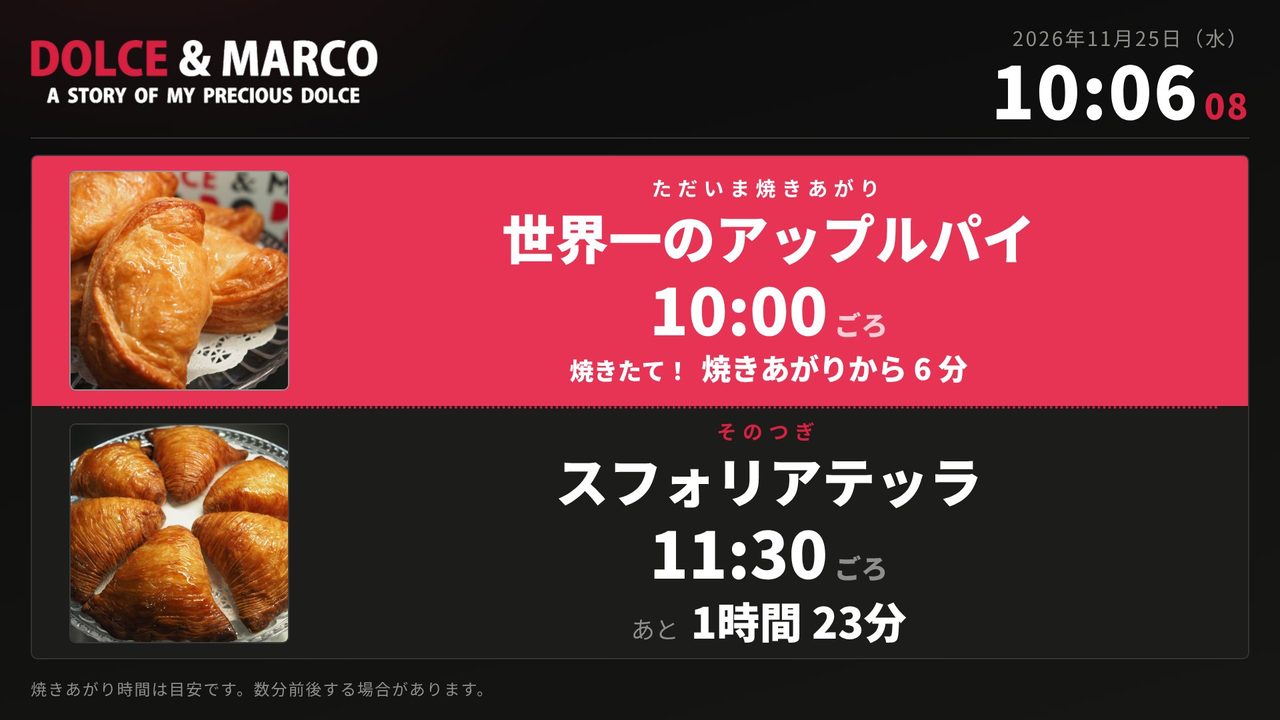 DOLCE & MARCO
A STORY OF MY PRECIOUS DOLCE
2026年11月25日（水）
10:06 08
ただいま焼きあがり
世界一のアップルパイ
10:00 ごろ
焼きたて！ 焼きあがりから 6 分
そのつぎ
スフォリアテッラ
11:30 ごろ
あと 1時間 23分
焼きあがり時間は目安です。数分前後する場合があります。